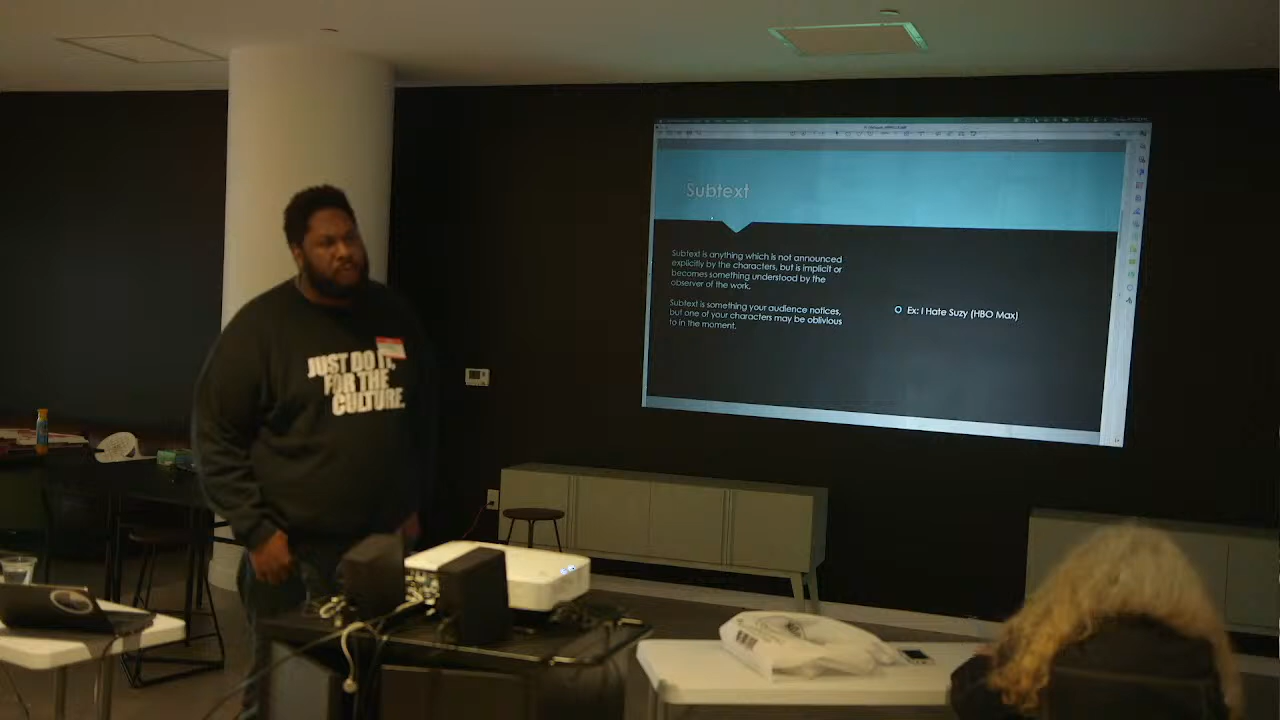 Subtext
Subtext is anything which is not announced
explicitly by the characters, but is implicit or
becomes something understood by the
observer of the work.
Subtext is something your audience notices,
but one of your characters may be oblivious
to in the moment.
Ex: I Hate Suzy (HBO Max)
JUST DO IT.
FOR THE
CULTURE.